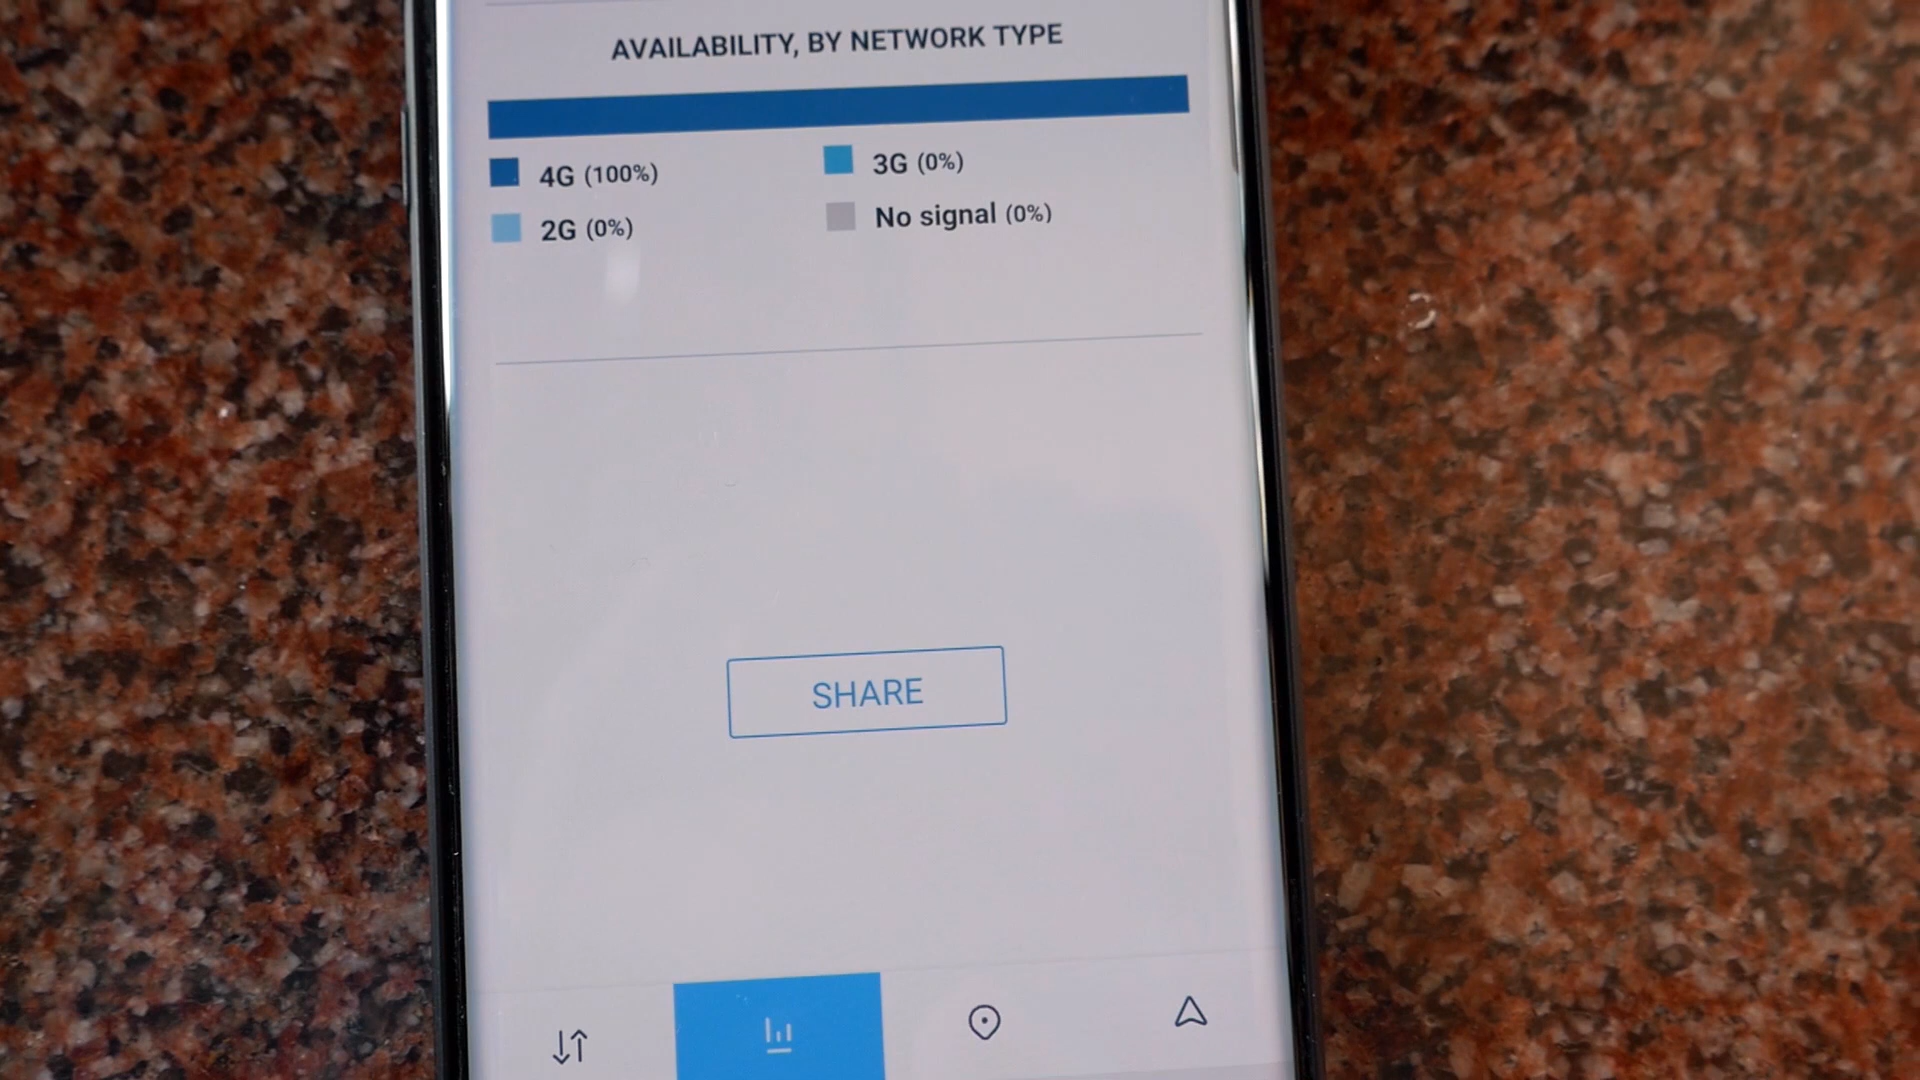 AVAILABILITY, BY NETWORK TYPE
4G (100%)
3G (0%)
2G (0%)
No signal (0%)
SHARE